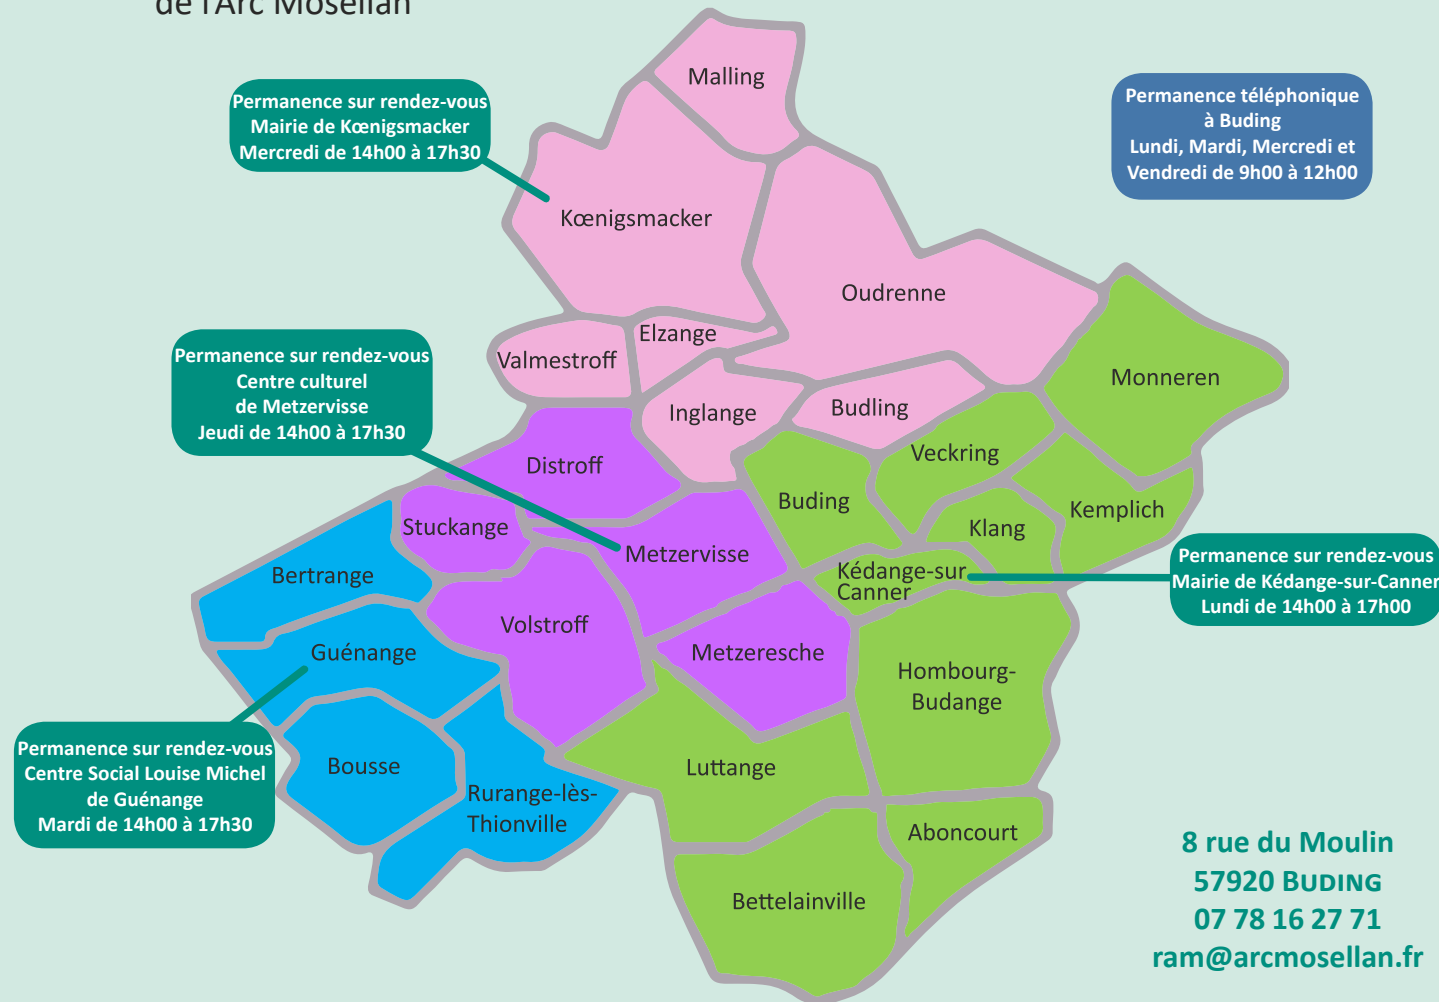 de l'Arc Mosellan
Permanence sur rendez-vous
Mairie de Kœnigsmacker
Mercredi de 14h00 à 17h30
Permanence téléphonique
à Buding
Lundi, Mardi, Mercredi et
Vendredi de 9h00 à 12h00
Malling
Kœnigsmacker
Oudrenne
Elzange
Valmestroff
Monneren
Inglange
Budling
Permanence sur rendez-vous
Centre culturel
de Metzervisse
Jeudi de 14h00 à 17h30
Distroff
Veckring
Buding
Kemplich
Stuckange
Klang
Metzervisse
Bertrange
Kédange-sur
Canner
Permanence sur rendez-vous
Mairie de Kédange-sur-Canner
Lundi de 14h00 à 17h00
Volstroff
Guénange
Metzeresche
Hombourg-
Budange
Permanence sur rendez-vous
Centre Social Louise Michel
de Guénange
Mardi de 14h00 à 17h30
Bousse
Luttange
Rurange-lès-
Thionville
Aboncourt
Bettelainville
8 rue du Moulin
57920 BUDING
07 78 16 27 71
ram@arcmosellan.fr